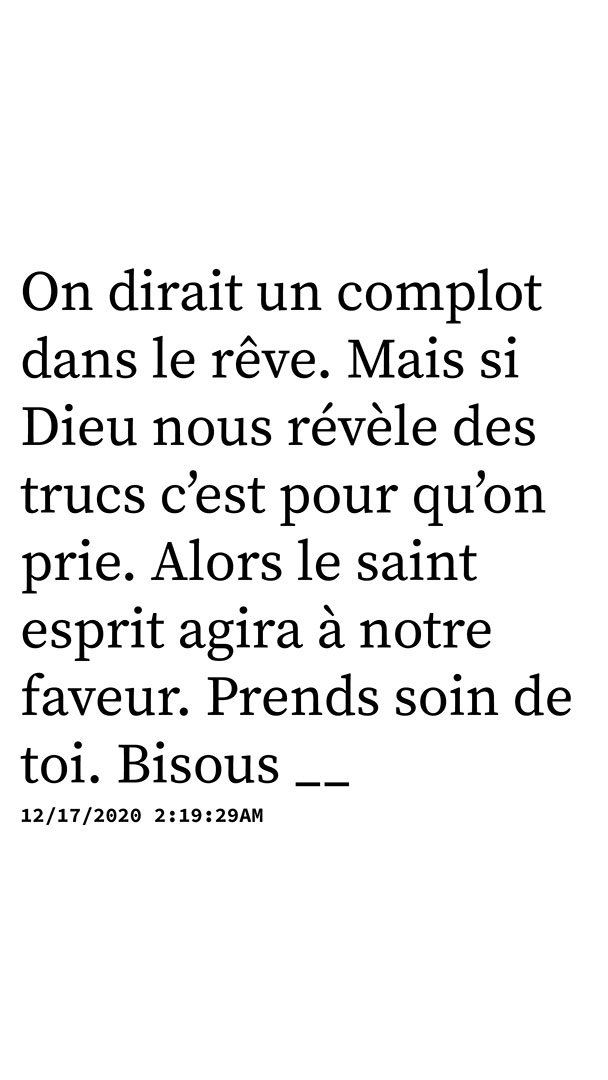 On dirait un complot
dans le rêve. Mais si
Dieu nous révèle des
trucs c’est pour qu’on
prie. Alors le saint
esprit agira à notre
faveur. Prends soin de
toi. Bisous __
12/17/2020 2:19:29AM